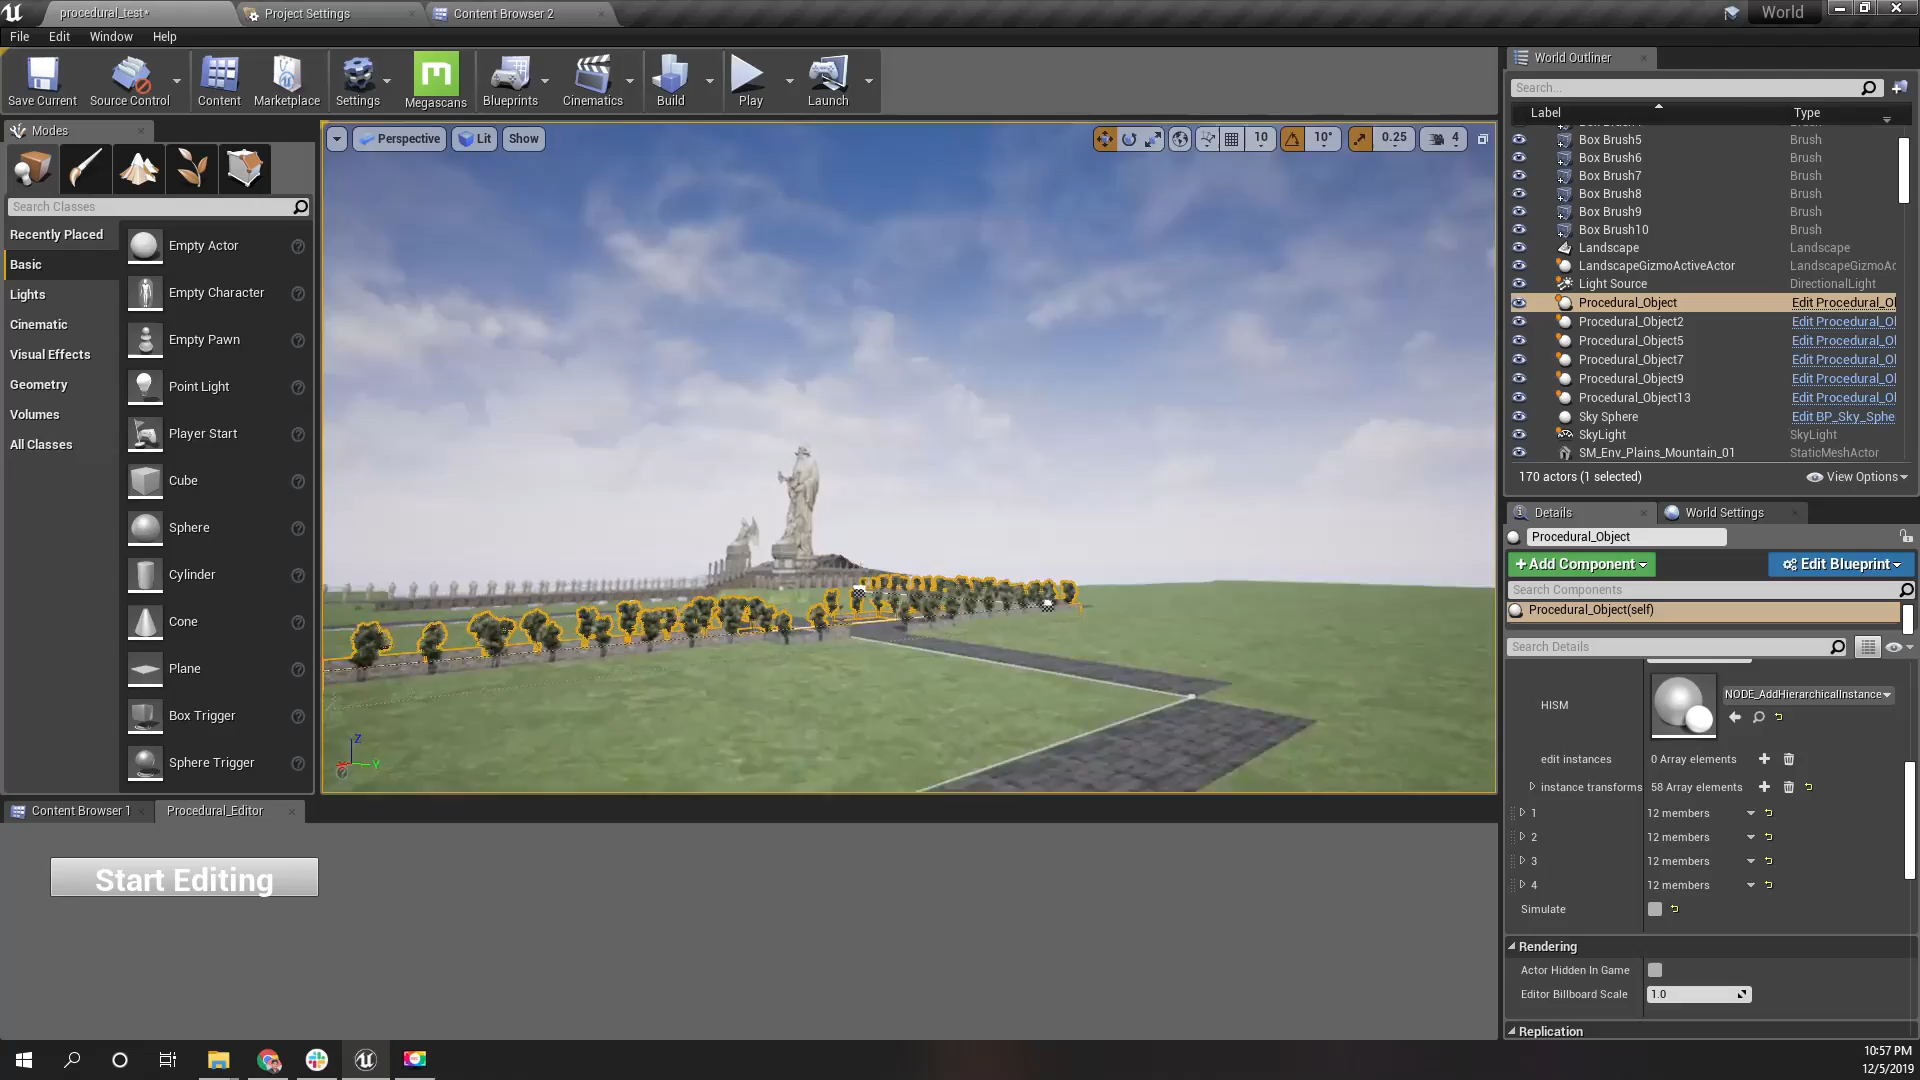 procedural_test*
Project Settings
Content Browser 2
World
File
Edit
Window
Help
Save Current
Source Control
Content
Marketplace
Settings
Megascans
Blueprints
Cinematics
Build
Play
Launch
Modes
Search Classes
Recently Placed
Basic
Lights
Cinematic
Visual Effects
Geometry
Volumes
All Classes
Empty Actor
Empty Character
Empty Pawn
Point Light
Player Start
Cube
Sphere
Cylinder
Cone
Plane
Box Trigger
Sphere Trigger
Perspective
Lit
Show
10
10°
0.25
4
Z
Y
World Outliner
Search...
Label
Type
Box Brush5
Brush
Box Brush6
Brush
Box Brush7
Brush
Box Brush8
Brush
Box Brush9
Brush
Box Brush10
Brush
Landscape
Landscape
LandscapeGizmoActiveActor
LandscapeGizmoAc
Light Source
DirectionalLight
Procedural_Object
Edit Procedural_Ol
Procedural_Object2
Edit Procedural_Ol
Procedural_Object5
Edit Procedural_Ol
Procedural_Object7
Edit Procedural_Ol
Procedural_Object9
Edit Procedural_Ol
Procedural_Object13
Edit Procedural_Ol
Sky Sphere
Edit BP_Sky_Sphe
SkyLight
SkyLight
SM_Env_Plains_Mountain_01
StaticMeshActor
170 actors (1 selected)
View Options
Details
World Settings
Procedural_Object
+Add Component
Edit Blueprint
Search Components
Procedural_Object(self)
Search Details
HISM
NODE_AddHierarchicalInstance
edit instances
0 Array elements
instance transforms
58 Array elements
1
12 members
2
12 members
3
12 members
4
12 members
Simulate
Rendering
Actor Hidden In Game
Editor Billboard Scale
1.0
Replication
Content Browser 1
Procedural_Editor
Start Editing
10:57 PM
12/5/2019